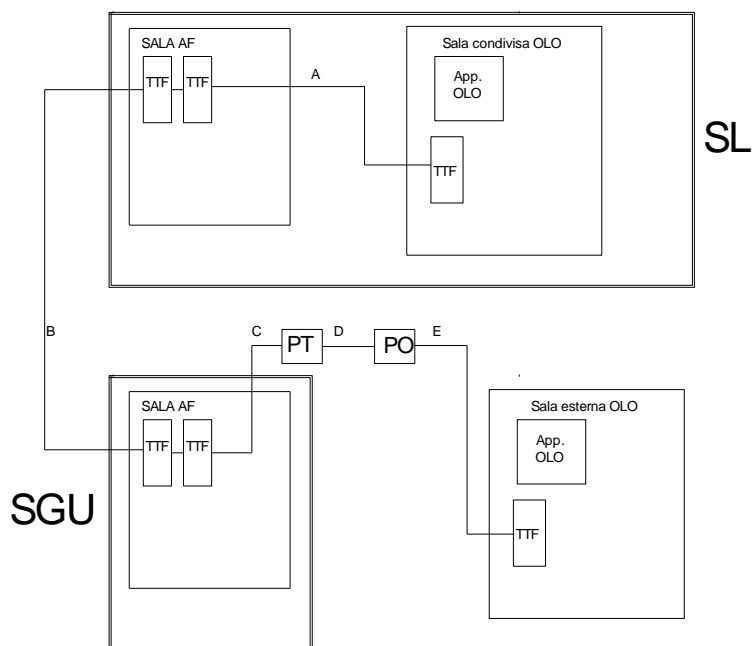 SALA AF
TTF
TTF
A
Sala condivisa OLO
App.
OLO
TTF
SL
B
C
PT
D
PO
E
SALA AF
TTF
TTF
SGU
Sala esterna OLO
App.
OLO
TTF